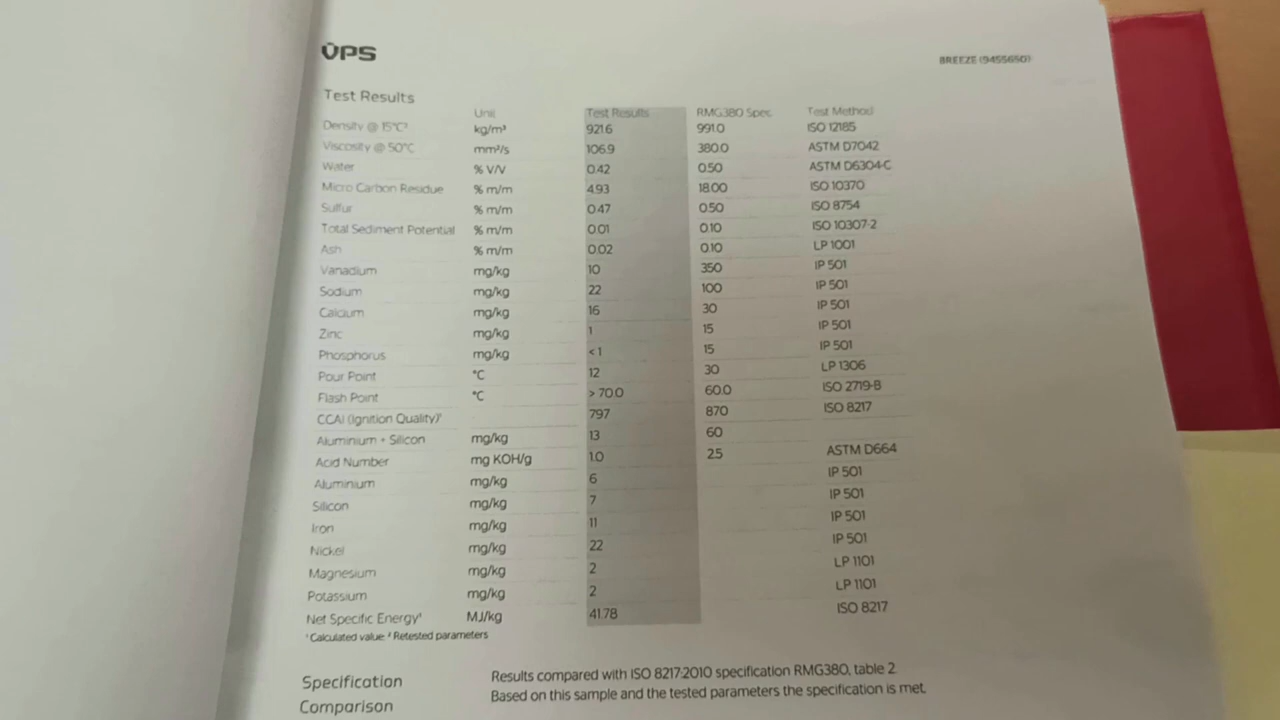 VPS
BREEZE (9455650)
Test Results
Unit Test Results RMG380 Spec. Test Method
Density @ 15°C² kg/m³ 921.6 991.0 ISO 12185
Viscosity @ 50°C mm²/s 106.9 380.0 ASTM D7042
Water % V/V 0.42 0.50 ASTM D6304-C
Micro Carbon Residue % m/m 4.93 18.00 ISO 10370
Sulfur % m/m 0.47 0.50 ISO 8754
Total Sediment Potential % m/m 0.01 0.10 ISO 10307-2
Ash % m/m 0.02 0.10 LP 1001
Vanadium mg/kg 10 350 IP 501
Sodium mg/kg 22 100 IP 501
Calcium mg/kg 16 30 IP 501
Zinc mg/kg 1 15 IP 501
Phosphorus mg/kg <1 15 IP 501
Pour Point °C 12 30 LP 1306
Flash Point °C > 70.0 60.0 ISO 2719-B
CCAI (Ignition Quality)¹ 797 870 ISO 8217
Aluminium + Silicon mg/kg 13 60
Acid Number mg KOH/g 1.0 2.5 ASTM D664
Aluminium mg/kg 6 IP 501
Silicon mg/kg 7 IP 501
Iron mg/kg 11 IP 501
Nickel mg/kg 22 IP 501
Magnesium mg/kg 2 LP 1101
Potassium mg/kg 2 LP 1101
Net Specific Energy¹ MJ/kg 41.78 ISO 8217
¹ Calculated value ² Retested parameters
Specification Comparison
Results compared with ISO 8217:2010 specification RMG380, table 2.
Based on this sample and the tested parameters the specification is met.